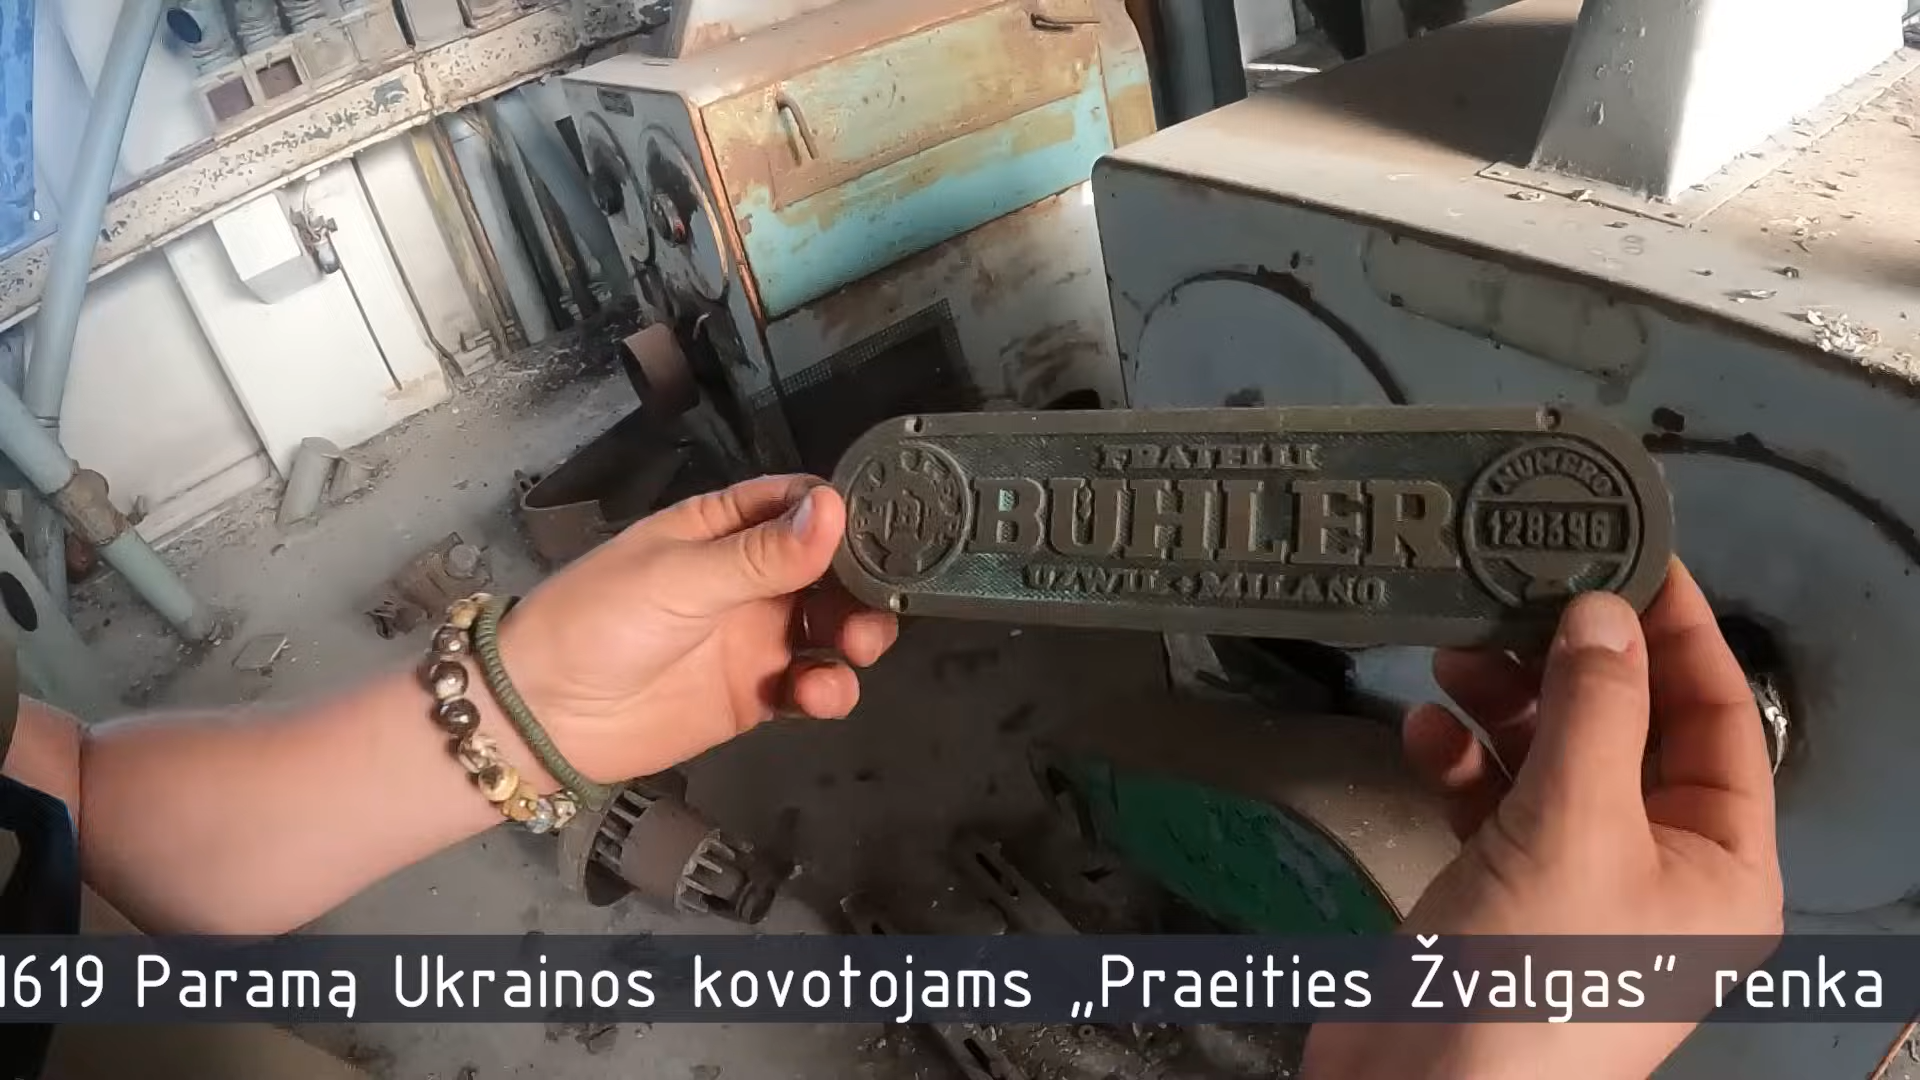 FRATELLI
BÜHLER
UZWIL MILANO
NUMERO
128396
1619 Paramą Ukrainos kovotojams „Praeities Žvalgas“ renka